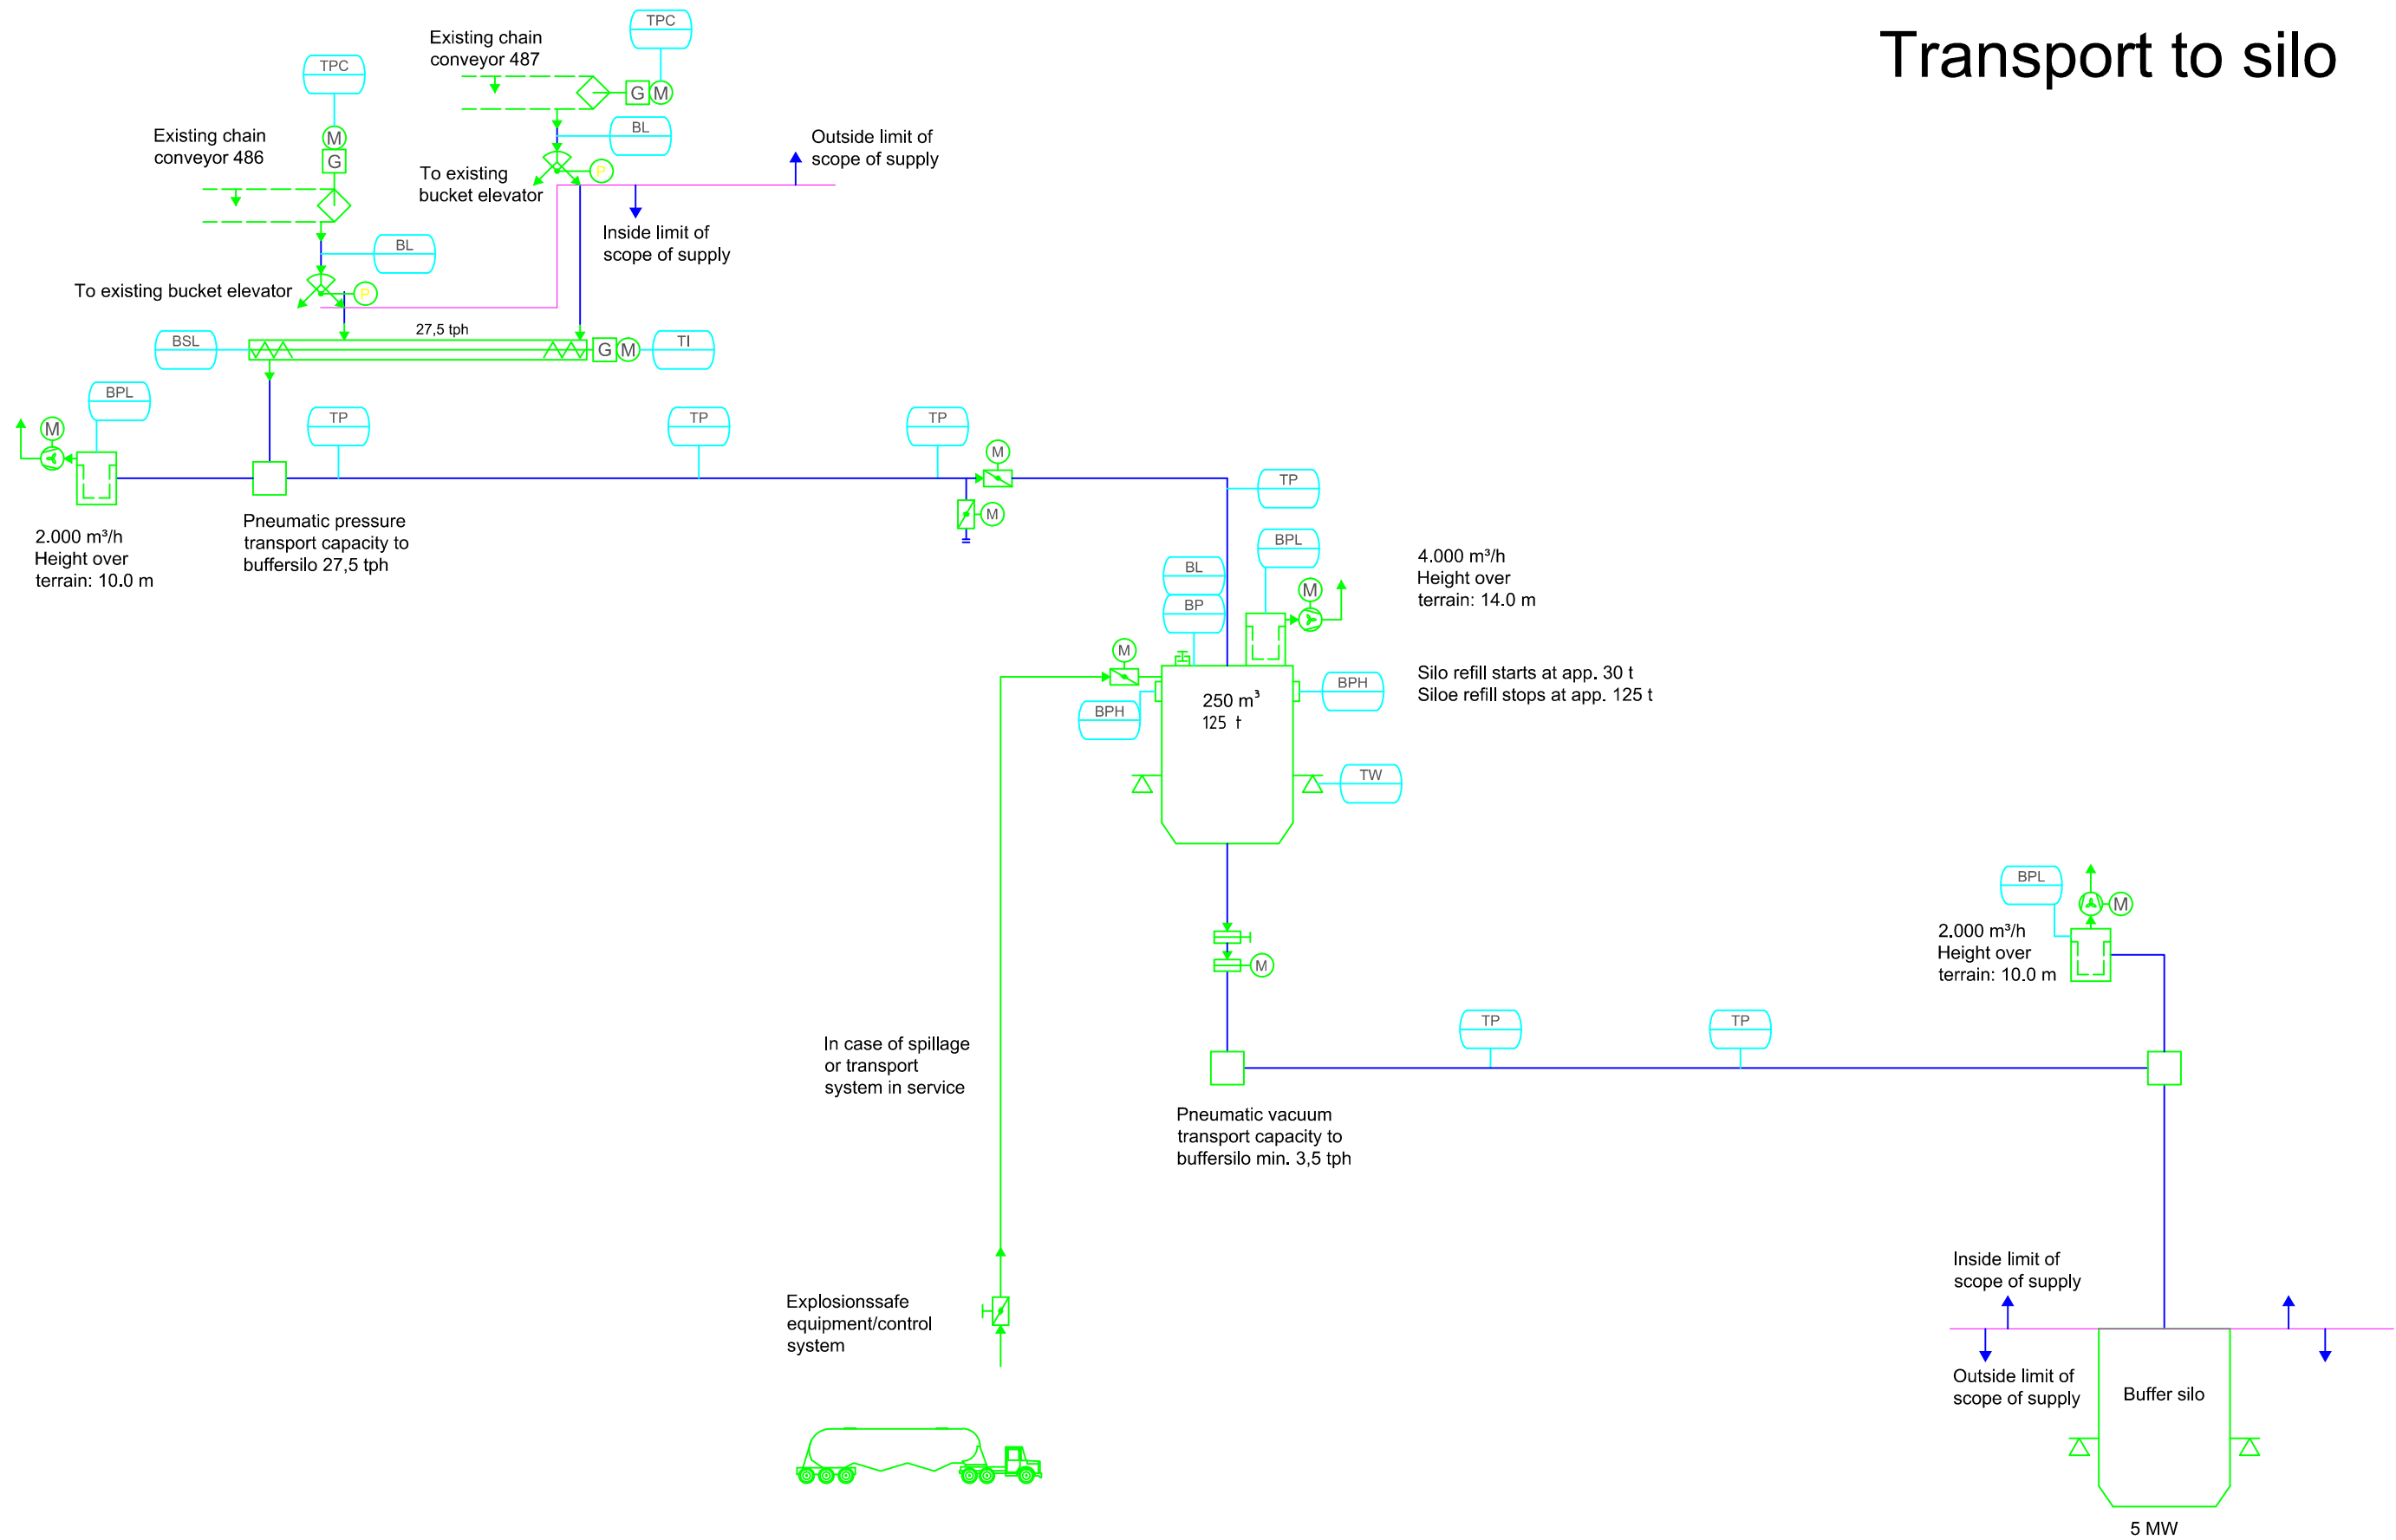 Transport to silo
TPC
Existing chain
conveyor 487
G
M
BL
TPC
M
G
Existing chain
conveyor 486
Outside limit of
scope of supply
To existing
bucket elevator
P
Inside limit of
scope of supply
BL
To existing bucket elevator
P
27,5 tph
BSL
G
M
TI
BPL
M
TP
TP
TP
M
M
TP
2.000 m³/h
Height over
terrain: 10.0 m
Pneumatic pressure
transport capacity to
buffersilo 27,5 tph
BPL
BL
BP
M
4.000 m³/h
Height over
terrain: 14.0 m
M
BPH
BPH
250 m³
125 t
Silo refill starts at app. 30 t
Siloe refill stops at app. 125 t
TW
BPL
M
2.000 m³/h
Height over
terrain: 10.0 m
M
TP
TP
In case of spillage
or transport
system in service
Pneumatic vacuum
transport capacity to
buffersilo min. 3,5 tph
Explosionssafe
equipment/control
system
Inside limit of
scope of supply
Outside limit of
scope of supply
Buffer silo
5 MW